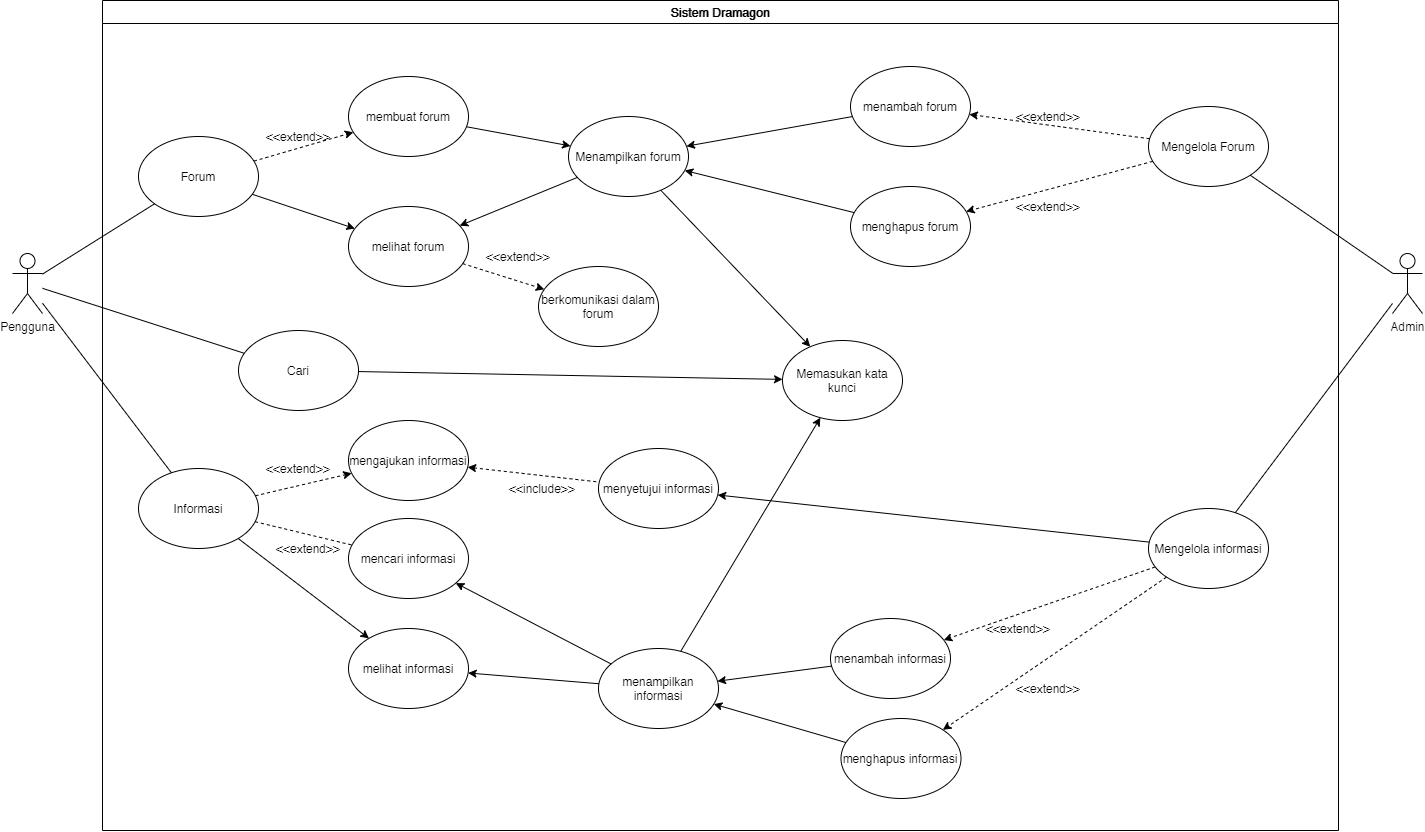 Sistem Dramagon
membuat forum
menambah forum
<<extend>>
<<extend>>
Menampilkan forum
Mengelola Forum
Forum
<<extend>>
melihat forum
menghapus forum
<<extend>>
berkomunikasi dalam
forum
Pengguna
Admin
Cari
Memasukan kata
kunci
mengajukan informasi
<<extend>>
<<include>>
menyetujui informasi
Informasi
<<extend>>
mencari informasi
Mengelola informasi
<<extend>>
melihat informasi
menampilkan
informasi
menambah informasi
<<extend>>
menghapus informasi